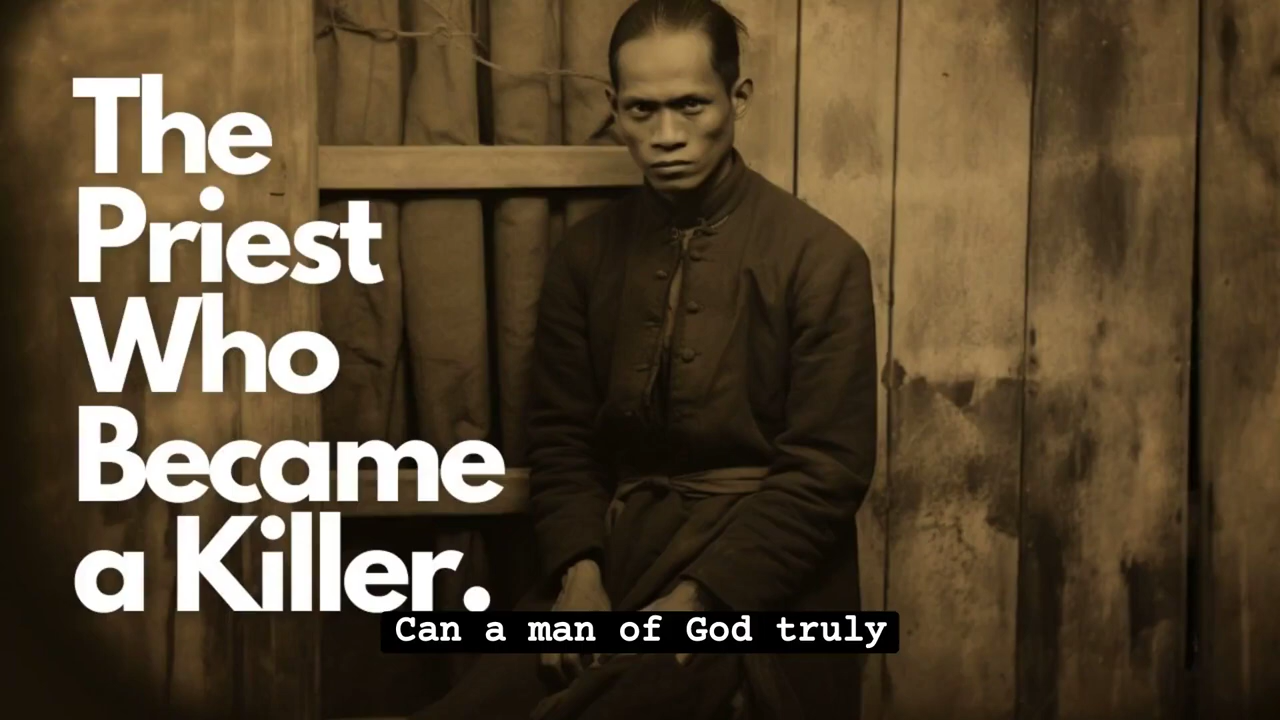 The
Priest
Who
Became
a Killer.
Can a man of God truly